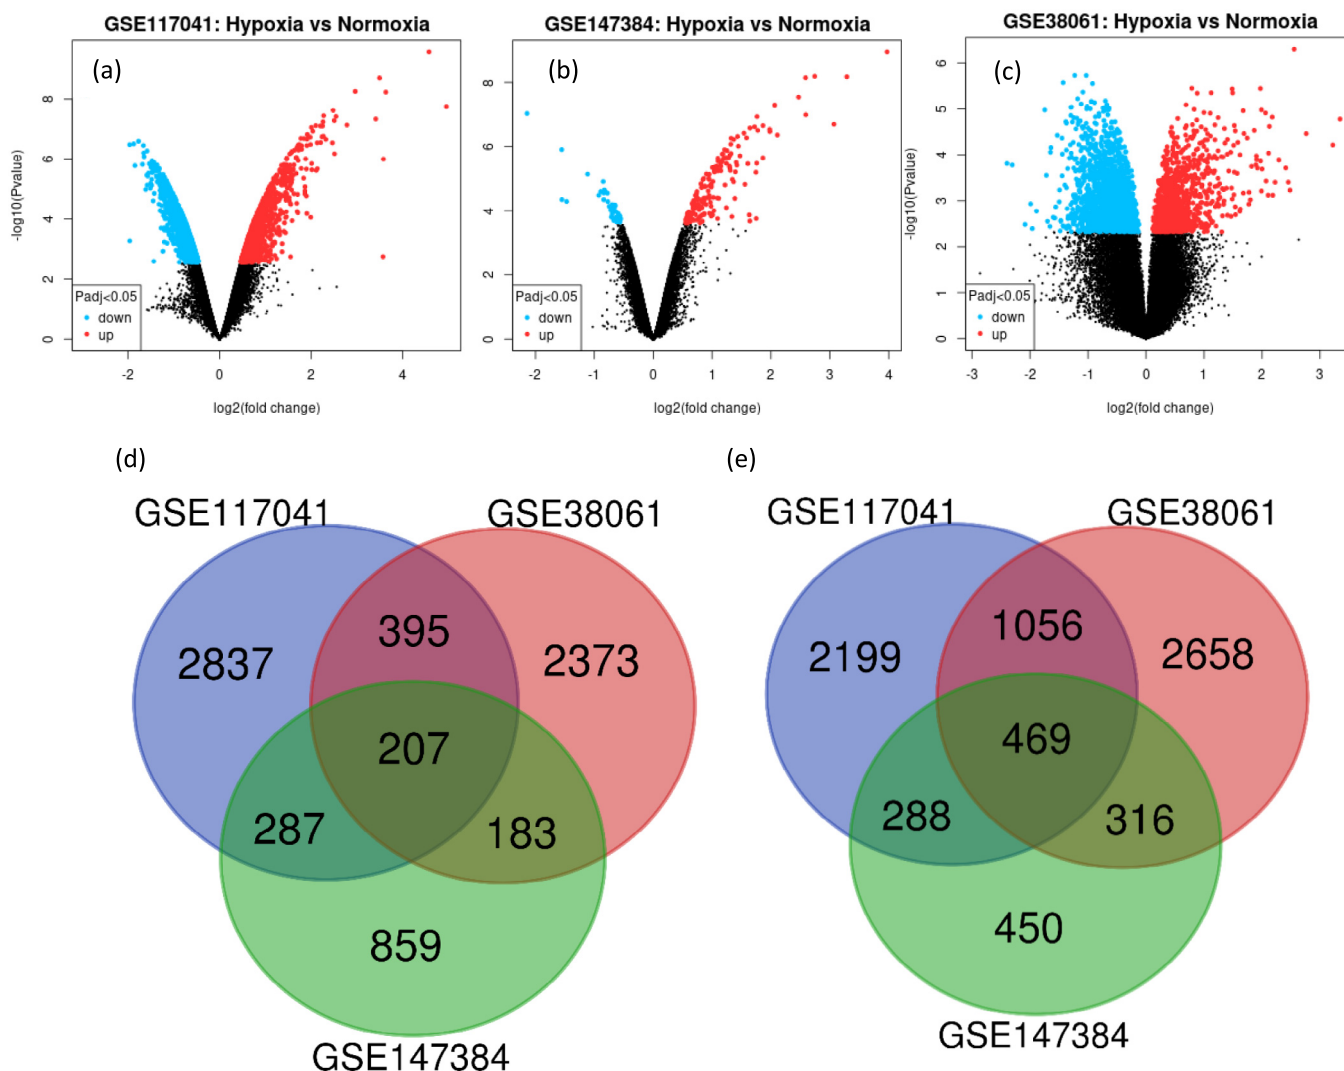 GSE117041: Hypoxia vs Normoxia
(a)
-log10(Pvalue)
8
6
4
2
0
Padj<0.05
down
up
-2
0
2
4
log2(fold change)
GSE147384: Hypoxia vs Normoxia
(b)
8
6
4
2
0
Padj<0.05
down
up
-2
-1
0
1
2
3
4
log2(fold change)
GSE38061: Hypoxia vs Normoxia
(c)
-log10(Pvalue)
6
5
4
3
2
1
0
Padj<0.05
down
up
-3
-2
-1
0
1
2
3
log2(fold change)
(d)
GSE117041
GSE38061
395
2837
2373
207
287
183
859
GSE147384
(e)
GSE117041
GSE38061
1056
2199
2658
469
288
316
450
GSE147384